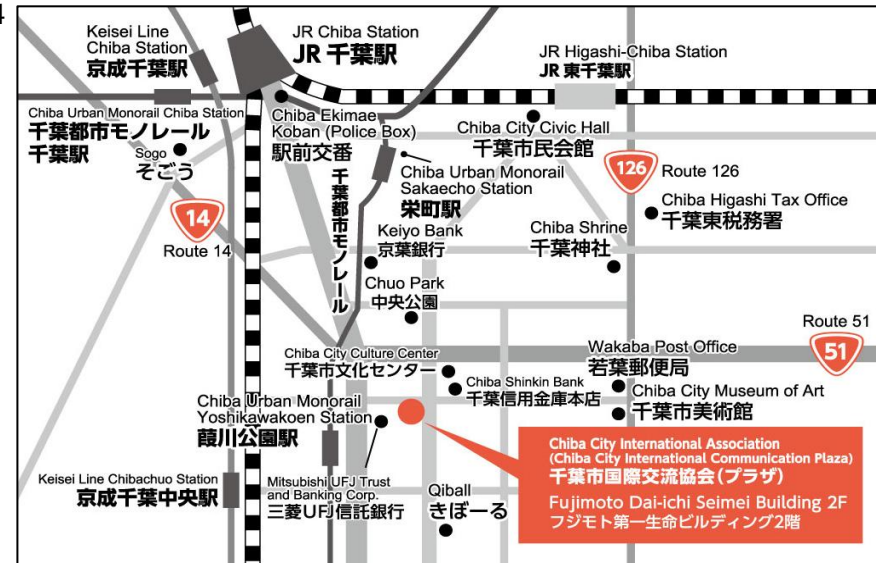 4
Keisei Line
Chiba Station
京成千葉駅
JR Chiba Station
JR 千葉駅
JR Higashi-Chiba Station
JR 東千葉駅
Chiba Urban Monorail Chiba Station
千葉都市モノレール
千葉駅
Sogo
そごう
Chiba Ekimae
Koban (Police Box)
駅前交番
Chiba City Civic Hall
千葉市民会館
126
Route 126
Chiba Urban Monorail
Sakaecho Station
栄町駅
Chiba Higashi Tax Office
千葉東税務署
14
Route 14
千葉都市モノレール
Keiyo Bank
京葉銀行
Chiba Shrine
千葉神社
Chuo Park
中央公園
Route 51
51
Chiba City Culture Center
千葉市文化センター
Wakaba Post Office
若葉郵便局
Chiba Shinkin Bank
千葉信用金庫本店
Chiba City Museum of Art
千葉市美術館
Chiba Urban Monorail
Yoshikawakoen Station
葭川公園駅
Chiba City International Association
(Chiba City International Communication Plaza)
千葉市国際交流協会(プラザ)
Fujimoto Dai-ichi Seimei Building 2F
フジモト第一生命ビルディング2階
Keisei Line Chibachuo Station
京成千葉中央駅
Mitsubishi UFJ Trust
and Banking Corp.
三菱UFJ信託銀行
Qiball
きぼーる